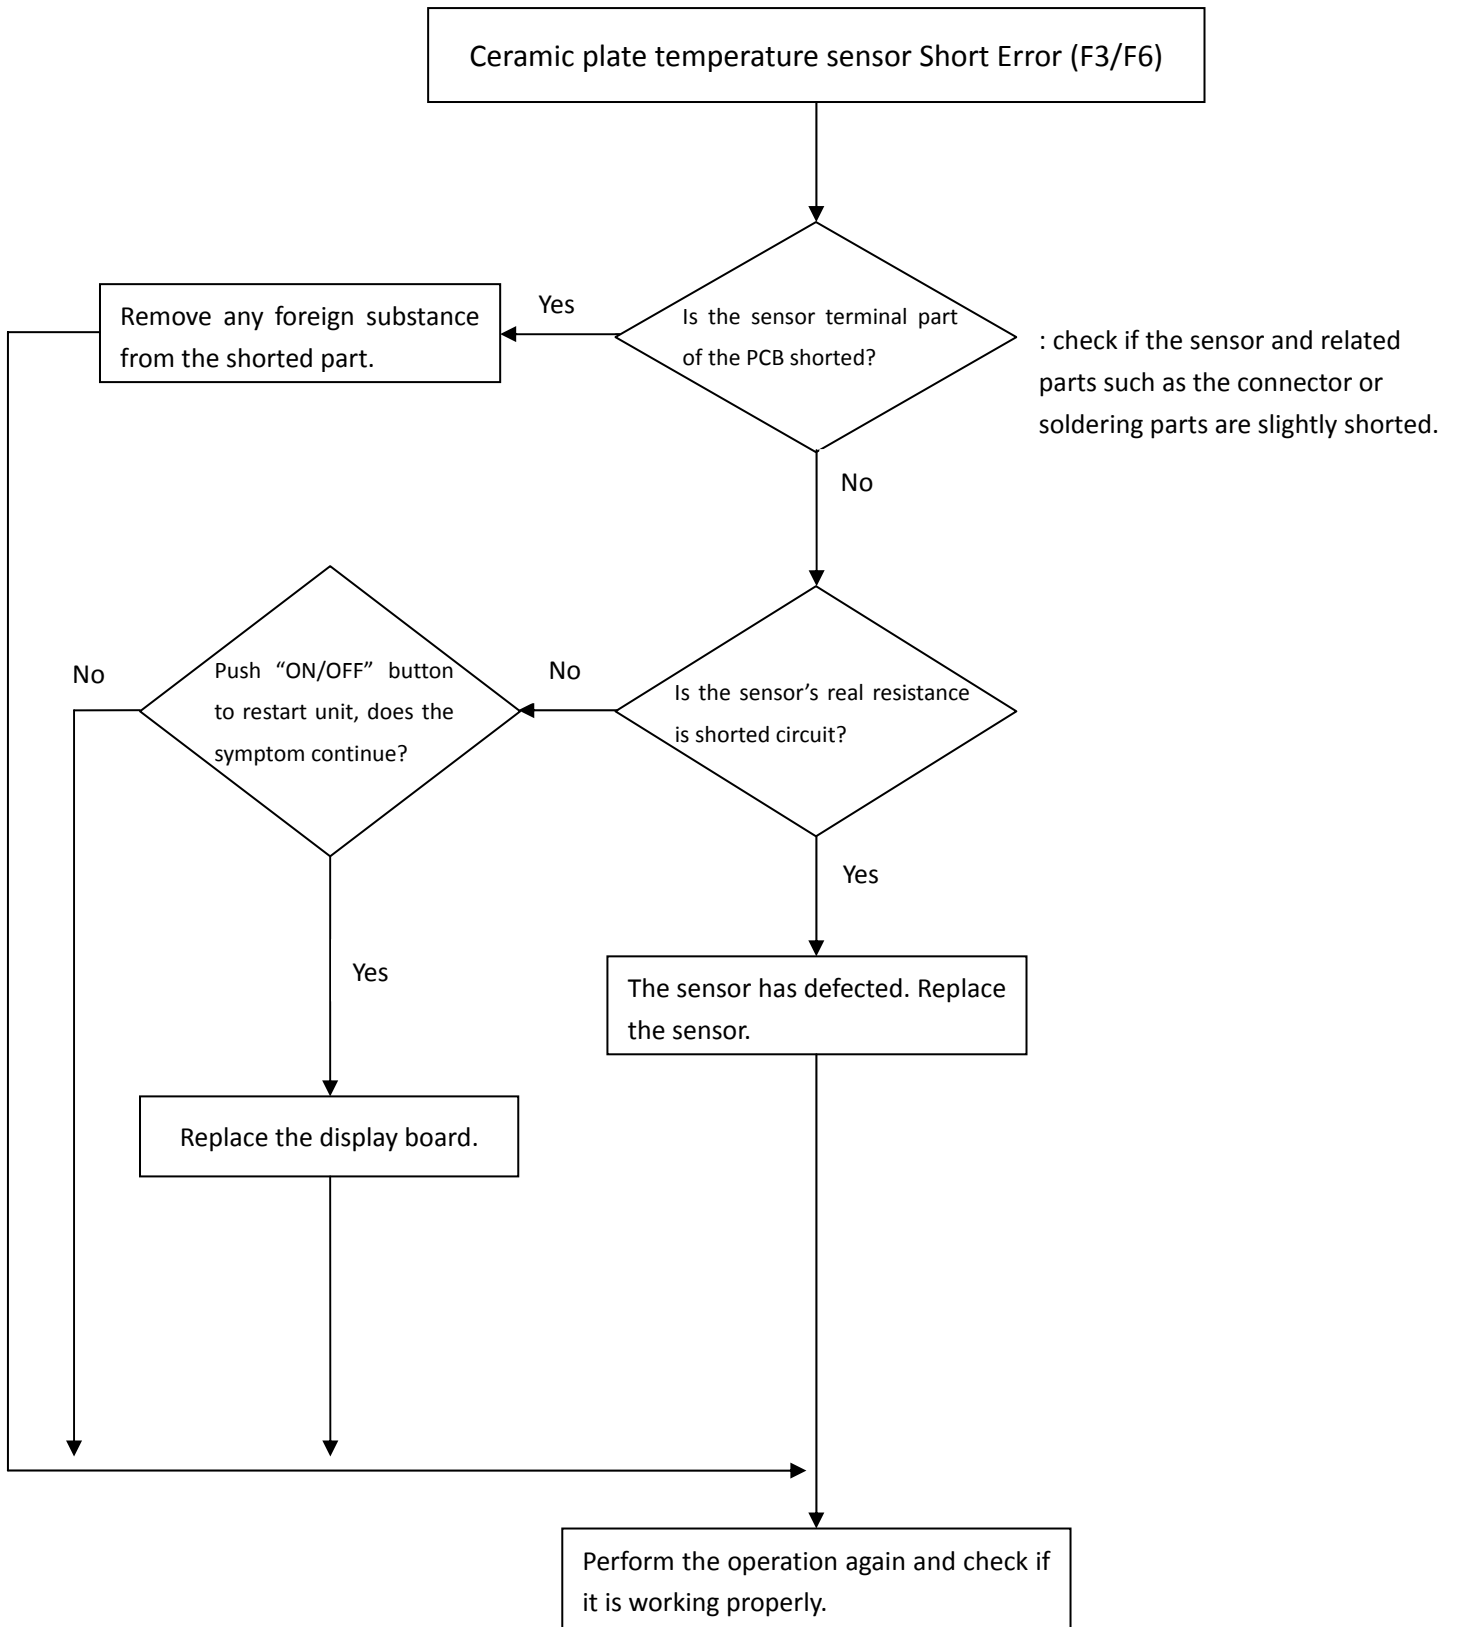 Ceramic plate temperature sensor Short Error (F3/F6)
Yes
Remove any foreign substance
from the shorted part.
Is the sensor terminal part
of the PCB shorted?
: check if the sensor and related
parts such as the connector or
soldering parts are slightly shorted.
No
No
Push “ON/OFF” button
to restart unit, does the
symptom continue?
No
Is the sensor’s real resistance
is shorted circuit?
Yes
Yes
The sensor has defected. Replace
the sensor.
Replace the display board.
Perform the operation again and check if
it is working properly.